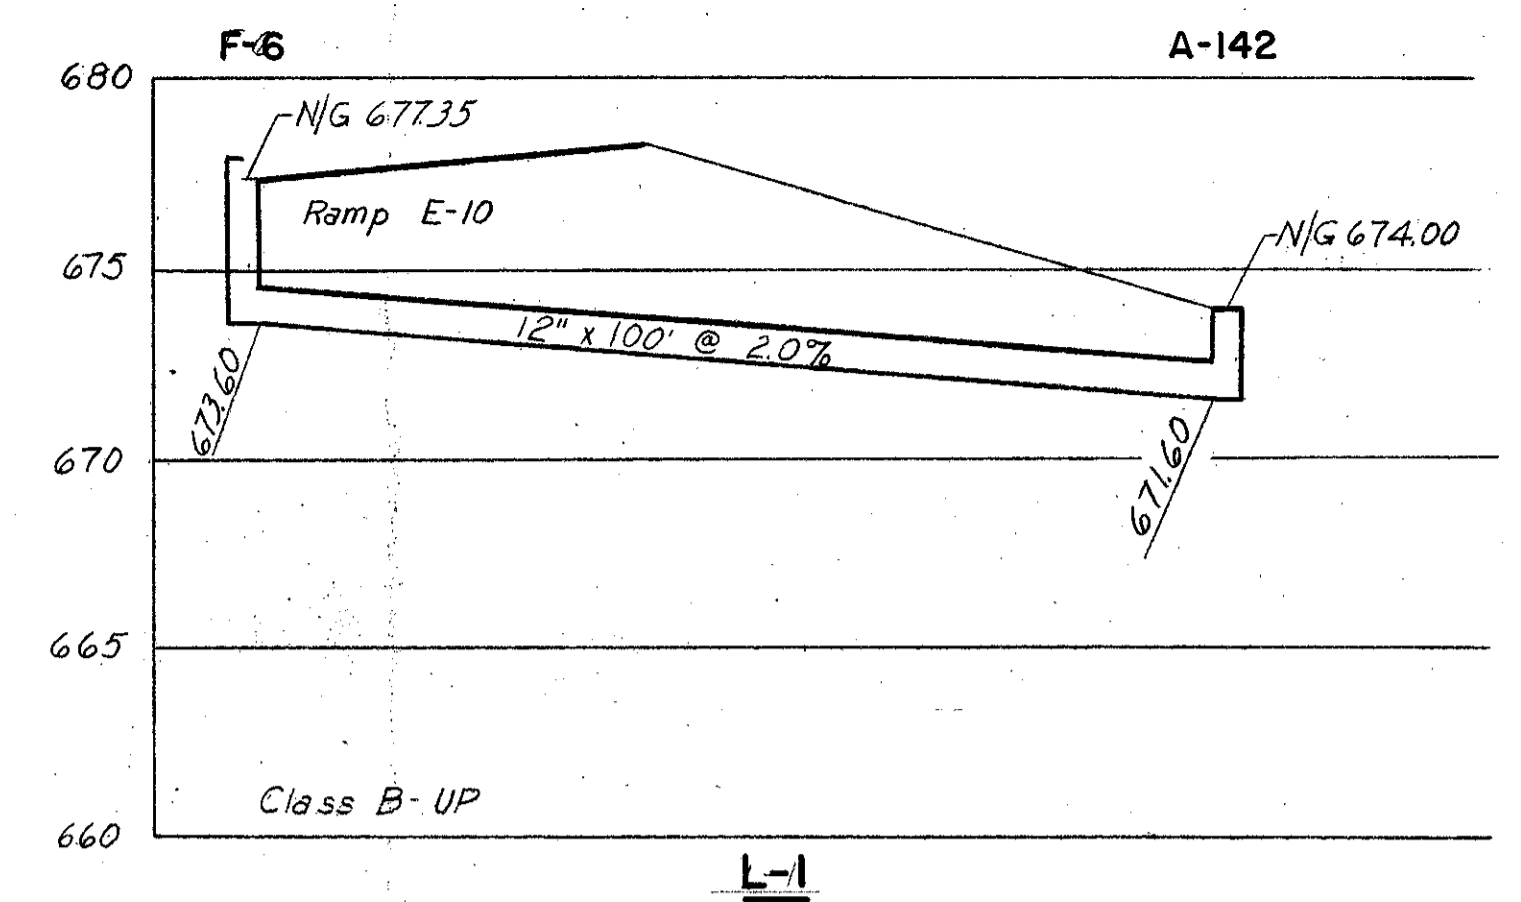 F-6
A-142
680
N/G 677.35
Ramp E-10
N/G 674.00
675
12" x 100' @ 2.0%
673.60
670
671.60
665
Class B-UP
660
L-1